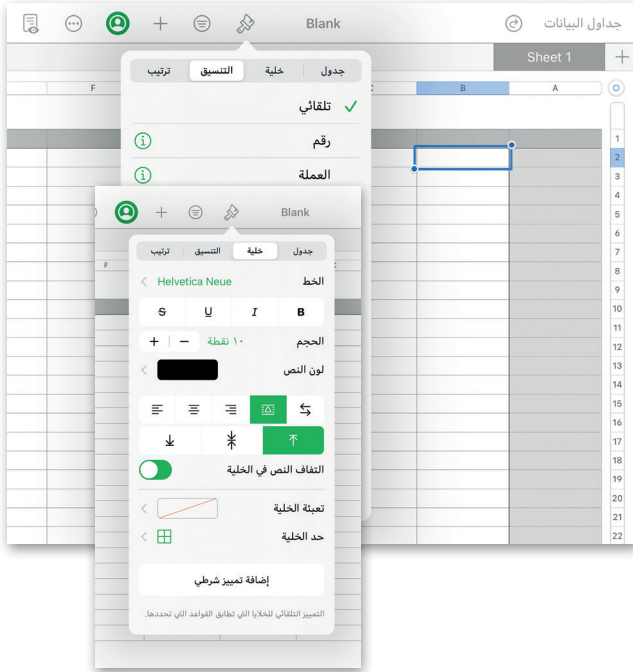 جداول البيانات
Blank
Sheet 1
A
B
C
F
1
2
3
4
5
6
7
8
9
10
11
12
13
14
15
16
17
18
19
20
21
22
جدول
خلية
التنسيق
ترتيب
تلقائي
رقم
العملة
Blank
F
جدول
خلية
التنسيق
ترتيب
الخط Helvetica Neue
B I U S
الحجم ١٠ نقطة
لون النص
التفاف النص في الخلية
تعبئة الخلية
حد الخلية
إضافة تمييز شرطي
التمييز التلقائي للخلايا التي تطابق القواعد التي تحددها.